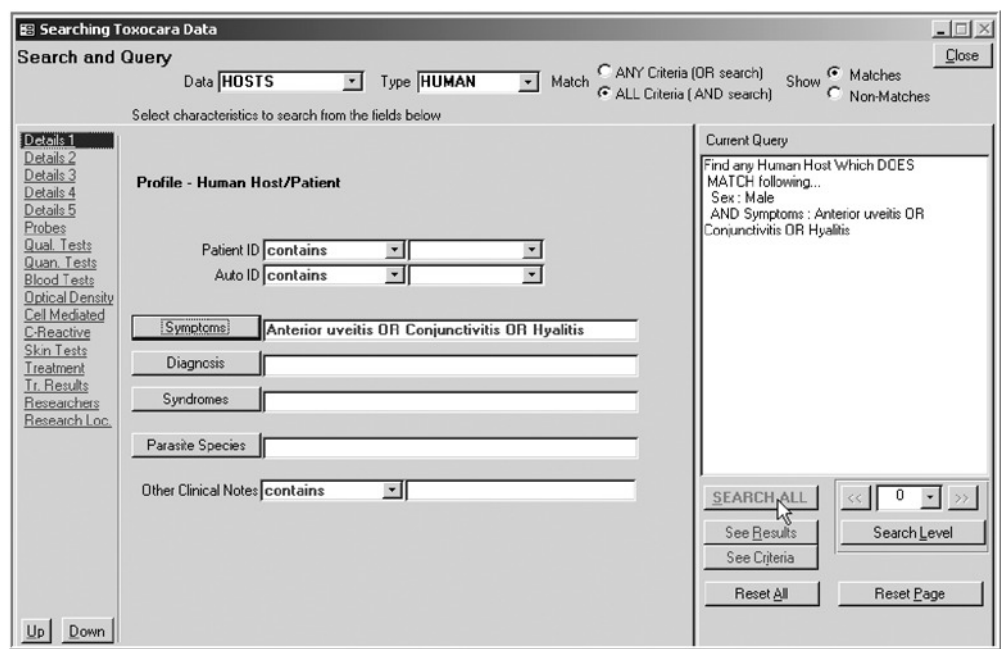 Searching Toxocara Data
Search and Query
Close
Data HOSTS Type HUMAN Match ANY Criteria (OR search) Show Matches
ALL Criteria ( AND search) Non-Matches
Select characteristics to search from the fields below
Details 1
Details 2
Details 3
Details 4
Details 5
Probes
Qual. Tests
Quan. Tests
Blood Tests
Optical Density
Cell Mediated
C-Reactive
Skin Tests
Treatment
Tr. Results
Researchers
Research Loc.
Up Down
Profile - Human Host/Patient
Patient ID contains
Auto ID contains
Symptoms Anterior uveitis OR Conjunctivitis OR Hyalitis
Diagnosis
Syndromes
Parasite Species
Other Clinical Notes contains
Current Query
Find any Human Host Which DOES
MATCH following...
Sex : Male
AND Symptoms : Anterior uveitis OR
Conjunctivitis OR Hyalitis
SEARCH ALL << 0 >>
See Results Search Level
See Criteria
Reset All Reset Page